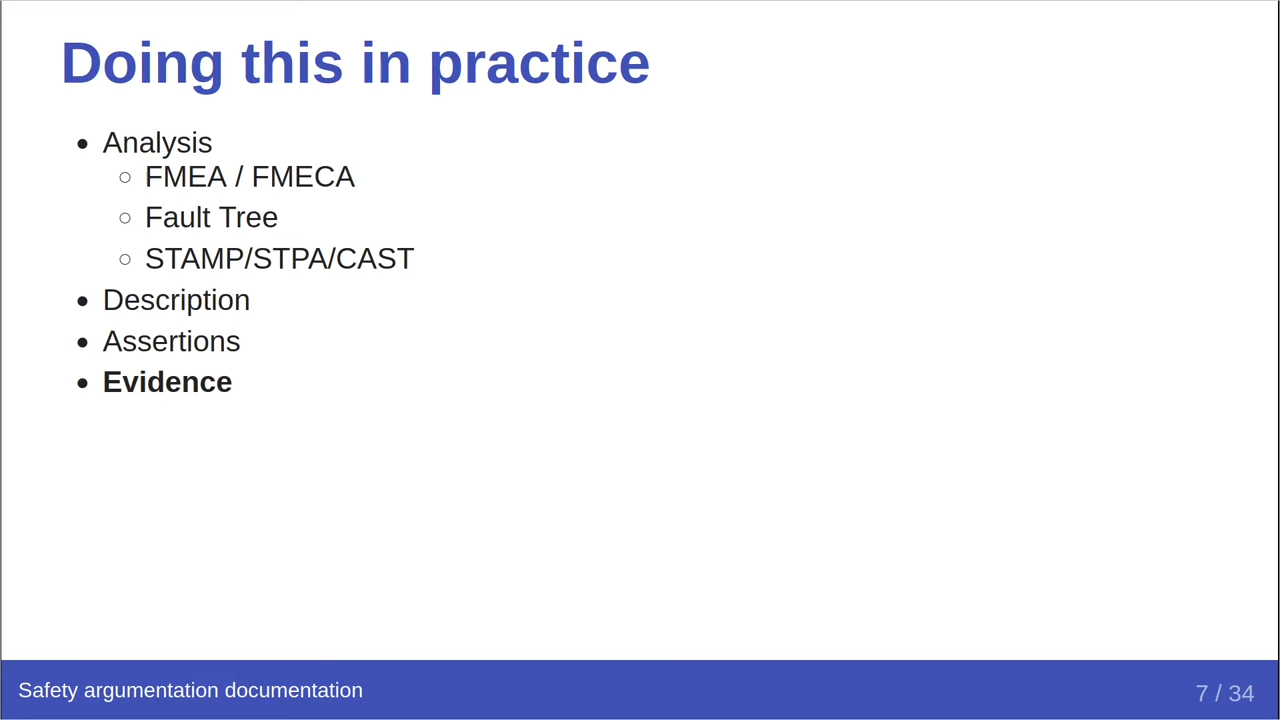 Doing this in practice
• Analysis
○ FMEA / FMECA
○ Fault Tree
○ STAMP/STPA/CAST
• Description
• Assertions
• Evidence
Safety argumentation documentation
7 / 34